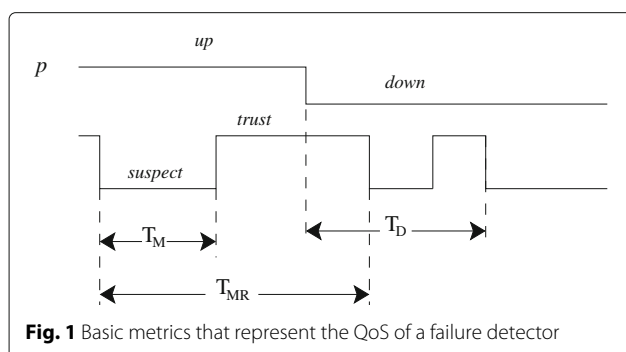 up
p
down
trust
suspect
T_M
T_D
T_MR
Fig. 1 Basic metrics that represent the QoS of a failure detector